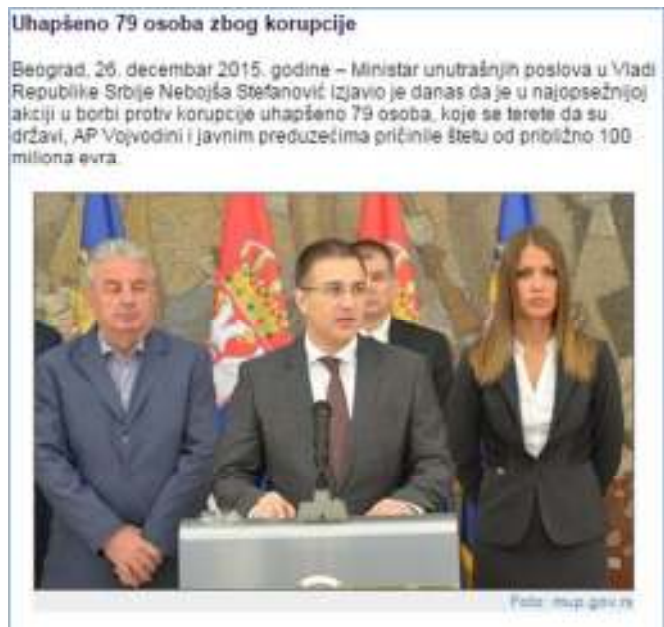 Uhapšeno 79 osoba zbog korupcije
Beograd, 26. decembar 2015. godine – Ministar unutrašnjih poslova u Vladi
Republike Srbije Nebojša Stefanović izjavio je danas da je u najopsežnijoj
akciji u borbi protiv korupcije uhapšeno 79 osoba, koje se terete da su
državi, AP Vojvodini i javnim preduzećima pričinile štetu od približno 100
miliona evra.
Foto: mup.gov.rs